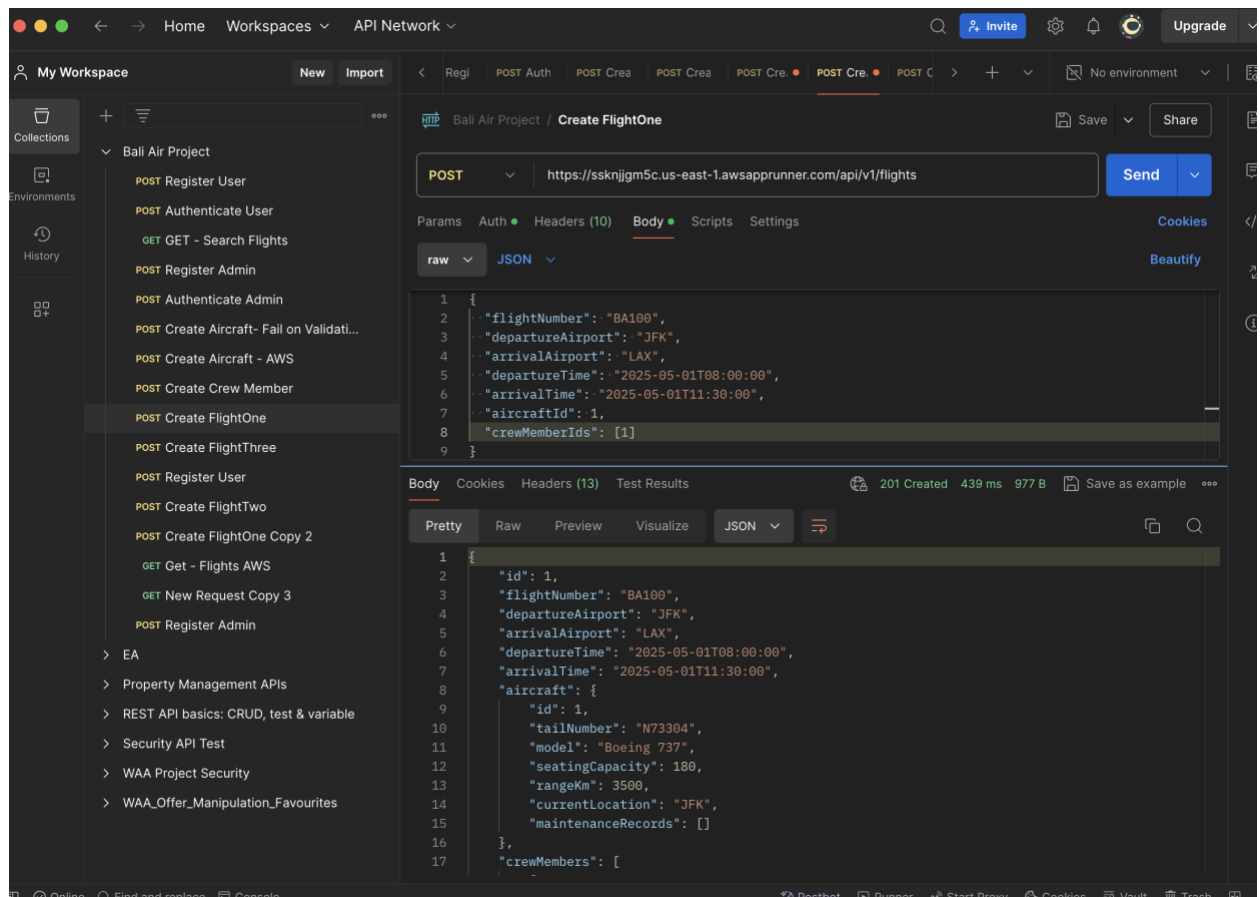 Home Workspaces API Network Invite Upgrade
My Workspace New Import
Regi POST Auth POST Crea POST Crea POST Cre. POST Cre. POST C No environment
Collections
Environments
History
Bali Air Project
POST Register User
POST Authenticate User
GET GET - Search Flights
POST Register Admin
POST Authenticate Admin
POST Create Aircraft- Fail on Validati...
POST Create Aircraft - AWS
POST Create Crew Member
POST Create FlightOne
POST Create FlightThree
POST Register User
POST Create FlightTwo
POST Create FlightOne Copy 2
GET Get - Flights AWS
GET New Request Copy 3
POST Register Admin
EA
Property Management APIs
REST API basics: CRUD, test & variable
Security API Test
WAA Project Security
WAA_Offer_Manipulation_Favourites
HTTP Bali Air Project / Create FlightOne Save Share
POST https://ssknjjgm5c.us-east-1.awsapprunner.com/api/v1/flights Send
Params Auth Headers (10) Body Scripts Settings Cookies
raw JSON Beautify
1 {
2 "flightNumber": "BA100",
3 "departureAirport": "JFK",
4 "arrivalAirport": "LAX",
5 "departureTime": "2025-05-01T08:00:00",
6 "arrivalTime": "2025-05-01T11:30:00",
7 "aircraftId": 1,
8 "crewMemberIds": [1]
9 }
Body Cookies Headers (13) Test Results 201 Created 439 ms 977 B Save as example
Pretty Raw Preview Visualize JSON
1 {
2 "id": 1,
3 "flightNumber": "BA100",
4 "departureAirport": "JFK",
5 "arrivalAirport": "LAX",
6 "departureTime": "2025-05-01T08:00:00",
7 "arrivalTime": "2025-05-01T11:30:00",
8 "aircraft": {
9 "id": 1,
10 "tailNumber": "N73304",
11 "model": "Boeing 737",
12 "seatingCapacity": 180,
13 "rangeKm": 3500,
14 "currentLocation": "JFK",
15 "maintenanceRecords": []
16 },
17 "crewMembers": [
Online Find and replace Console Postbot Runner Start Proxy Cookies Vault Trash